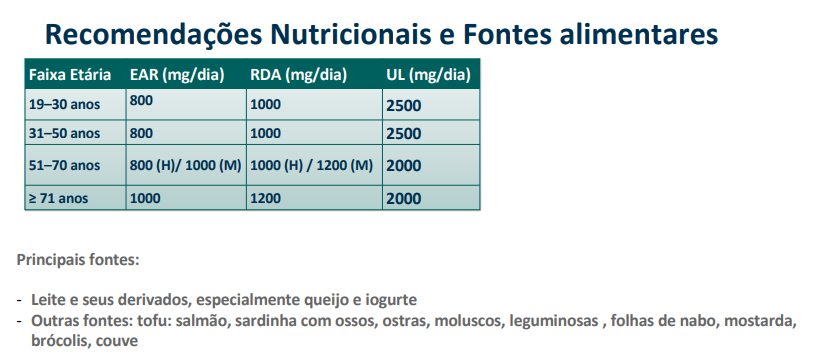 Recomendações Nutricionais e Fontes alimentares
Faixa Etária EAR (mg/dia) RDA (mg/dia) UL (mg/dia)
19–30 anos 800 1000 2500
31–50 anos 800 1000 2500
51–70 anos 800 (H)/ 1000 (M) 1000 (H) / 1200 (M) 2000
≥ 71 anos 1000 1200 2000
Principais fontes:
- Leite e seus derivados, especialmente queijo e iogurte
- Outras fontes: tofu: salmão, sardinha com ossos, ostras, moluscos, leguminosas , folhas de nabo, mostarda,
brócolis, couve